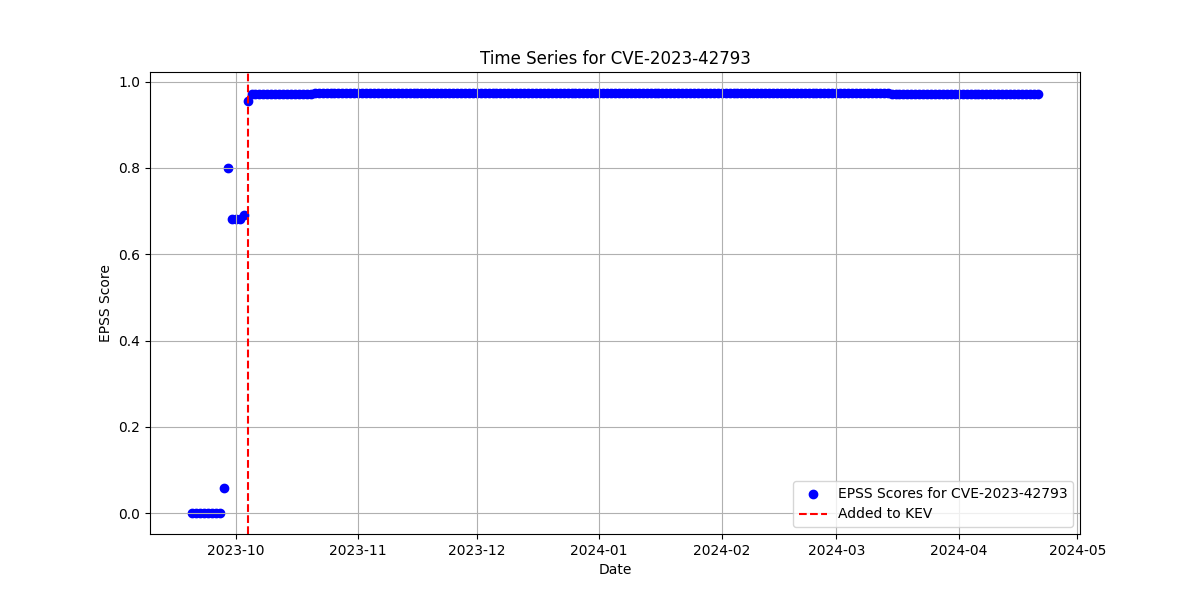 Time Series for CVE-2023-42793
EPSS Score
1.0
0.8
0.6
0.4
0.2
0.0
EPSS Scores for CVE-2023-42793
Added to KEV
2023-10
2023-11
2023-12
2024-01
2024-02
2024-03
2024-04
2024-05
Date